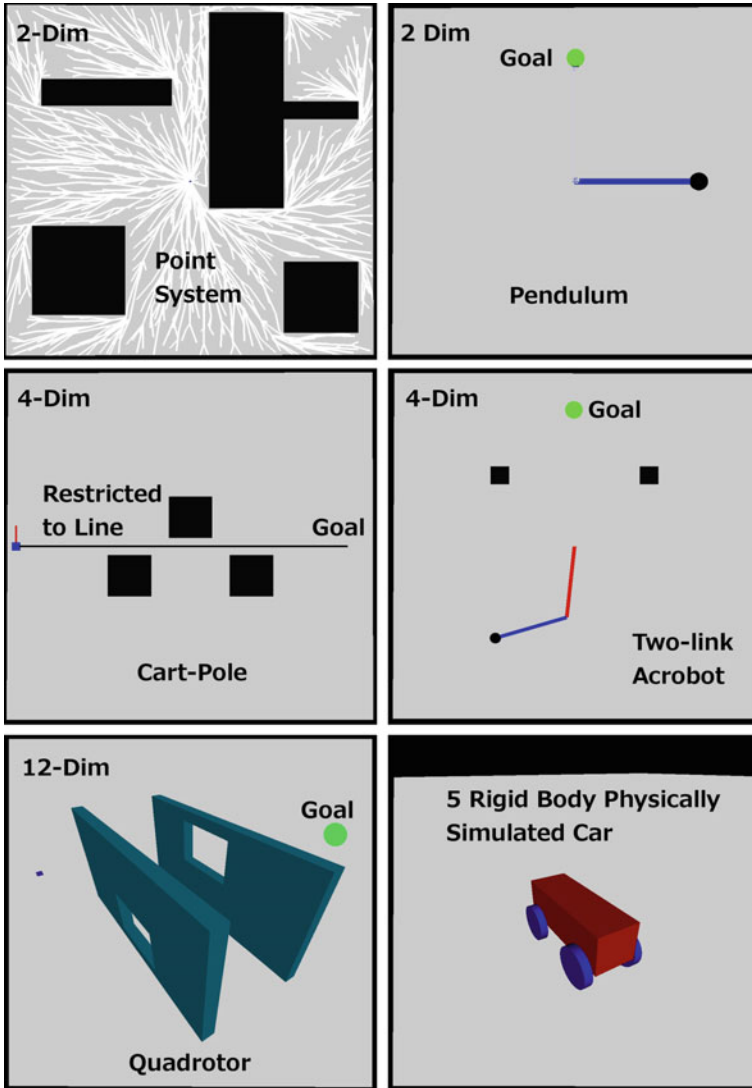 2-Dim
Point
System
2 Dim
Goal
Pendulum
4-Dim
Restricted
to Line
Goal
Cart-Pole
4-Dim
Goal
Two-link
Acrobot
12-Dim
Goal
Quadrotor
5 Rigid Body Physically
Simulated Car